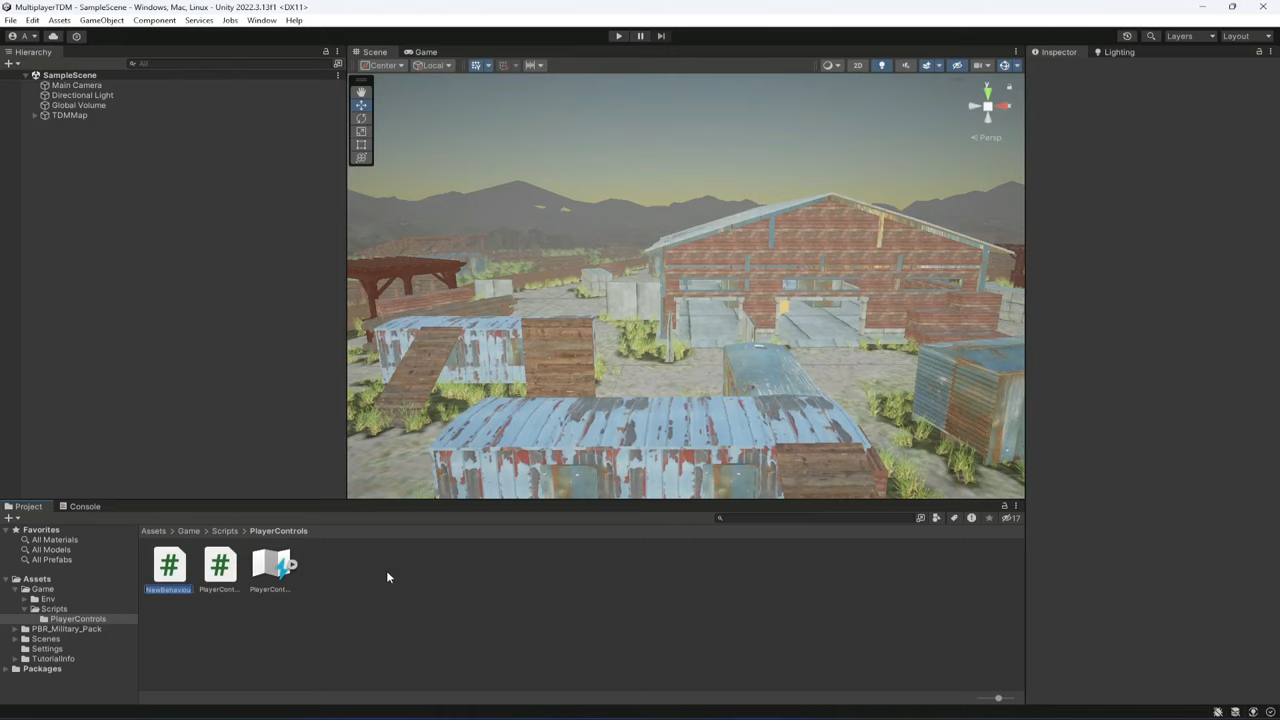 MultiplayerTDM - SampleScene - Windows, Mac, Linux - Unity 2022.3.13f1 <DX11>
File Edit Assets GameObject Component Services Jobs Window Help
A
Layers
Layout
Hierarchy
Scene
Game
Inspector
Lighting
All
Center
Local
2D
SampleScene
Main Camera
Directional Light
Global Volume
TDMMap
y
x
Persp
Project
Console
17
Favorites
All Materials
All Models
All Prefabs
Assets
Game
Env
Scripts
PlayerControls
PBR_Military_Pack
Scenes
Settings
TutorialInfo
Packages
Assets > Game > Scripts > PlayerControls
#
#
NewBehaviou
PlayerCont...
PlayerCont...